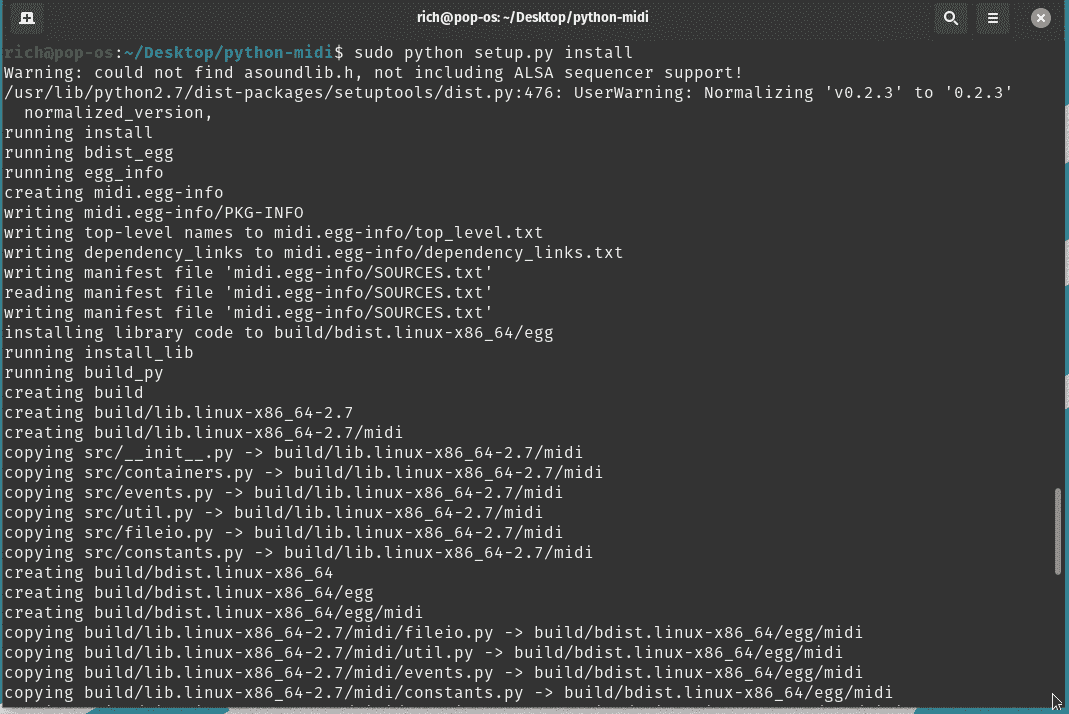 rich@pop-os: ~/Desktop/python-midi
rich@pop-os:~/Desktop/python-midi$ sudo python setup.py install
Warning: could not find asoundlib.h, not including ALSA sequencer support!
/usr/lib/python2.7/dist-packages/setuptools/dist.py:476: UserWarning: Normalizing 'v0.2.3' to '0.2.3'
  normalized_version,
running install
running bdist_egg
running egg_info
creating midi.egg-info
writing midi.egg-info/PKG-INFO
writing top-level names to midi.egg-info/top_level.txt
writing dependency_links to midi.egg-info/dependency_links.txt
writing manifest file 'midi.egg-info/SOURCES.txt'
reading manifest file 'midi.egg-info/SOURCES.txt'
writing manifest file 'midi.egg-info/SOURCES.txt'
installing library code to build/bdist.linux-x86_64/egg
running install_lib
running build_py
creating build
creating build/lib.linux-x86_64-2.7
creating build/lib.linux-x86_64-2.7/midi
copying src/__init__.py -> build/lib.linux-x86_64-2.7/midi
copying src/containers.py -> build/lib.linux-x86_64-2.7/midi
copying src/events.py -> build/lib.linux-x86_64-2.7/midi
copying src/util.py -> build/lib.linux-x86_64-2.7/midi
copying src/fileio.py -> build/lib.linux-x86_64-2.7/midi
copying src/constants.py -> build/lib.linux-x86_64-2.7/midi
creating build/bdist.linux-x86_64
creating build/bdist.linux-x86_64/egg
creating build/bdist.linux-x86_64/egg/midi
copying build/lib.linux-x86_64-2.7/midi/fileio.py -> build/bdist.linux-x86_64/egg/midi
copying build/lib.linux-x86_64-2.7/midi/util.py -> build/bdist.linux-x86_64/egg/midi
copying build/lib.linux-x86_64-2.7/midi/events.py -> build/bdist.linux-x86_64/egg/midi
copying build/lib.linux-x86_64-2.7/midi/constants.py -> build/bdist.linux-x86_64/egg/midi